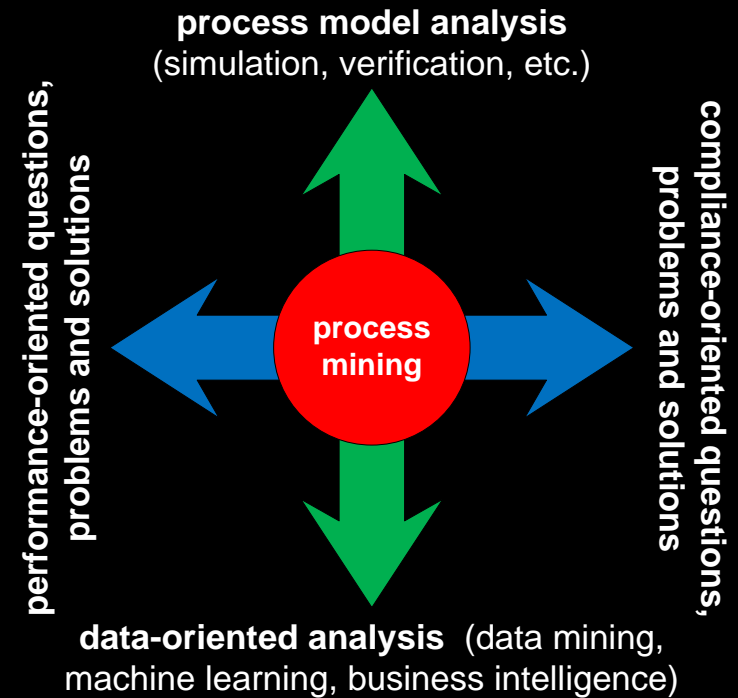 process model analysis
(simulation, verification, etc.)
performance-oriented questions,
problems and solutions
process
mining
compliance-oriented questions,
problems and solutions
data-oriented analysis (data mining,
machine learning, business intelligence)